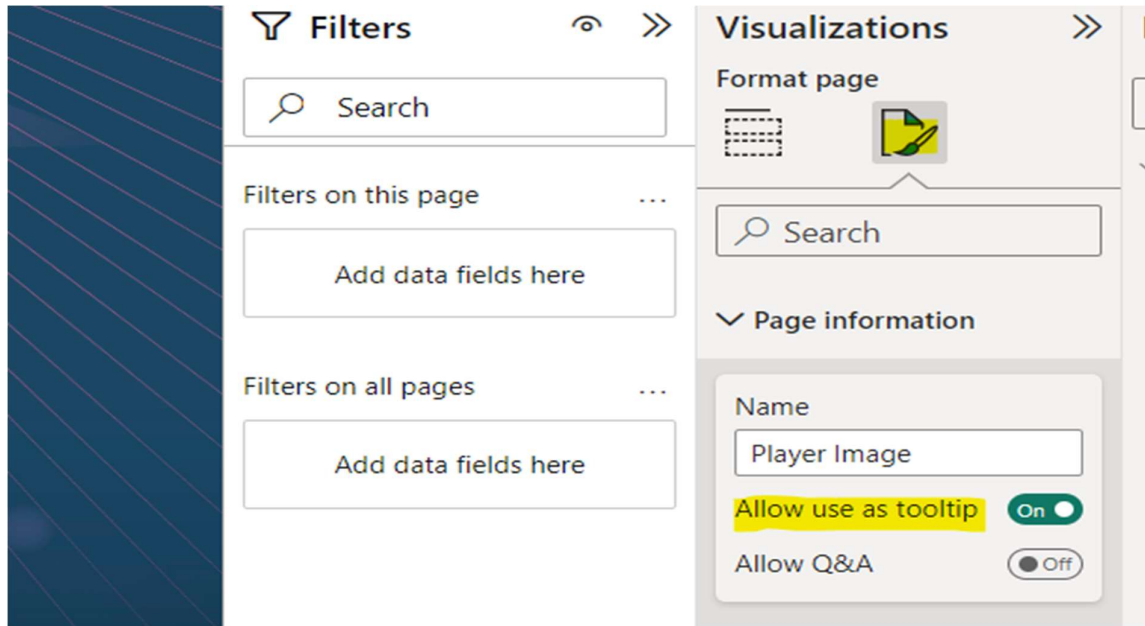 Filters
Search
Filters on this page
...
Add data fields here
Filters on all pages
...
Add data fields here
Visualizations
Format page
Search
Page information
Name
Player Image
Allow use as tooltip
On
Allow Q&A
Off